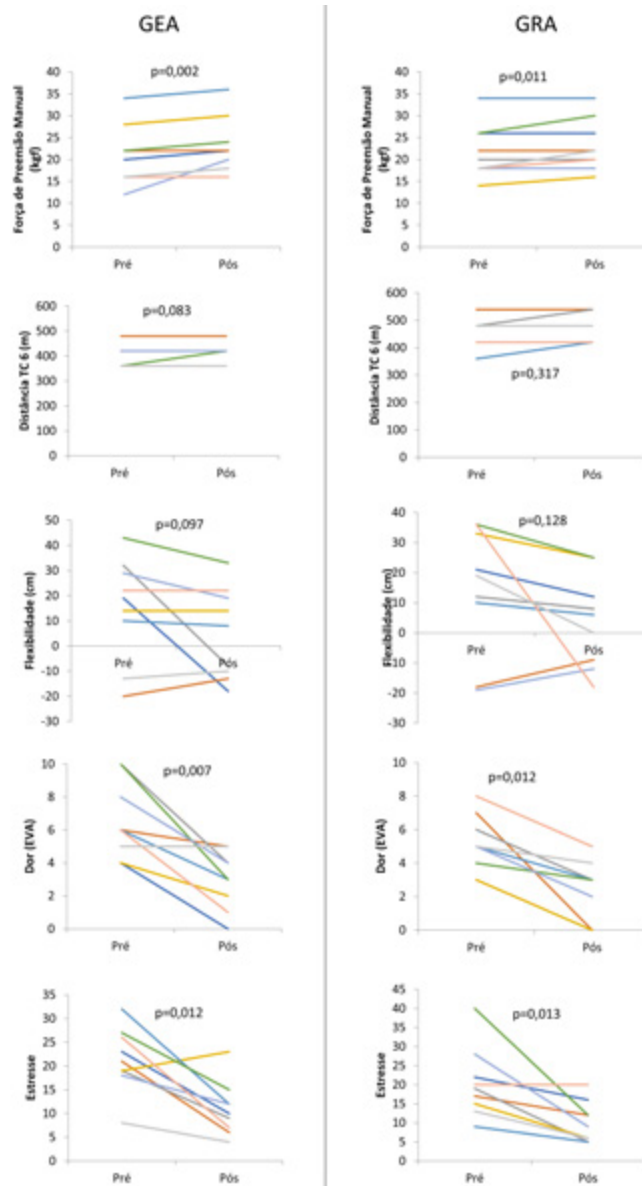 GEA
GRA
Força de Preensão Manual
(kgf)
40
35
30
25
20
15
10
5
0
p=0,002
Pré
Pós
Força de Preensão Manual
(kgf)
40
35
30
25
20
15
10
5
0
p=0,011
Pré
Pós
Distância TC 6 (m)
600
500
400
300
200
100
0
p=0,083
Pré
Pós
Distância TC 6 (m)
600
500
400
300
200
100
0
p=0,317
Pré
Pós
Flexibilidade (cm)
50
40
30
20
10
0
-10
-20
-30
p=0,097
Pré
Pós
Flexibilidade (cm)
40
30
20
10
0
-10
-20
-30
p=0,128
Pré
Pós
Dor (EVA)
10
8
6
4
2
0
p=0,007
Pré
Pós
Dor (EVA)
10
8
6
4
2
0
p=0,012
Pré
Pós
Estresse
35
30
25
20
15
10
5
0
p=0,012
Pré
Pós
Estresse
45
40
35
30
25
20
15
10
5
0
p=0,013
Pré
Pós